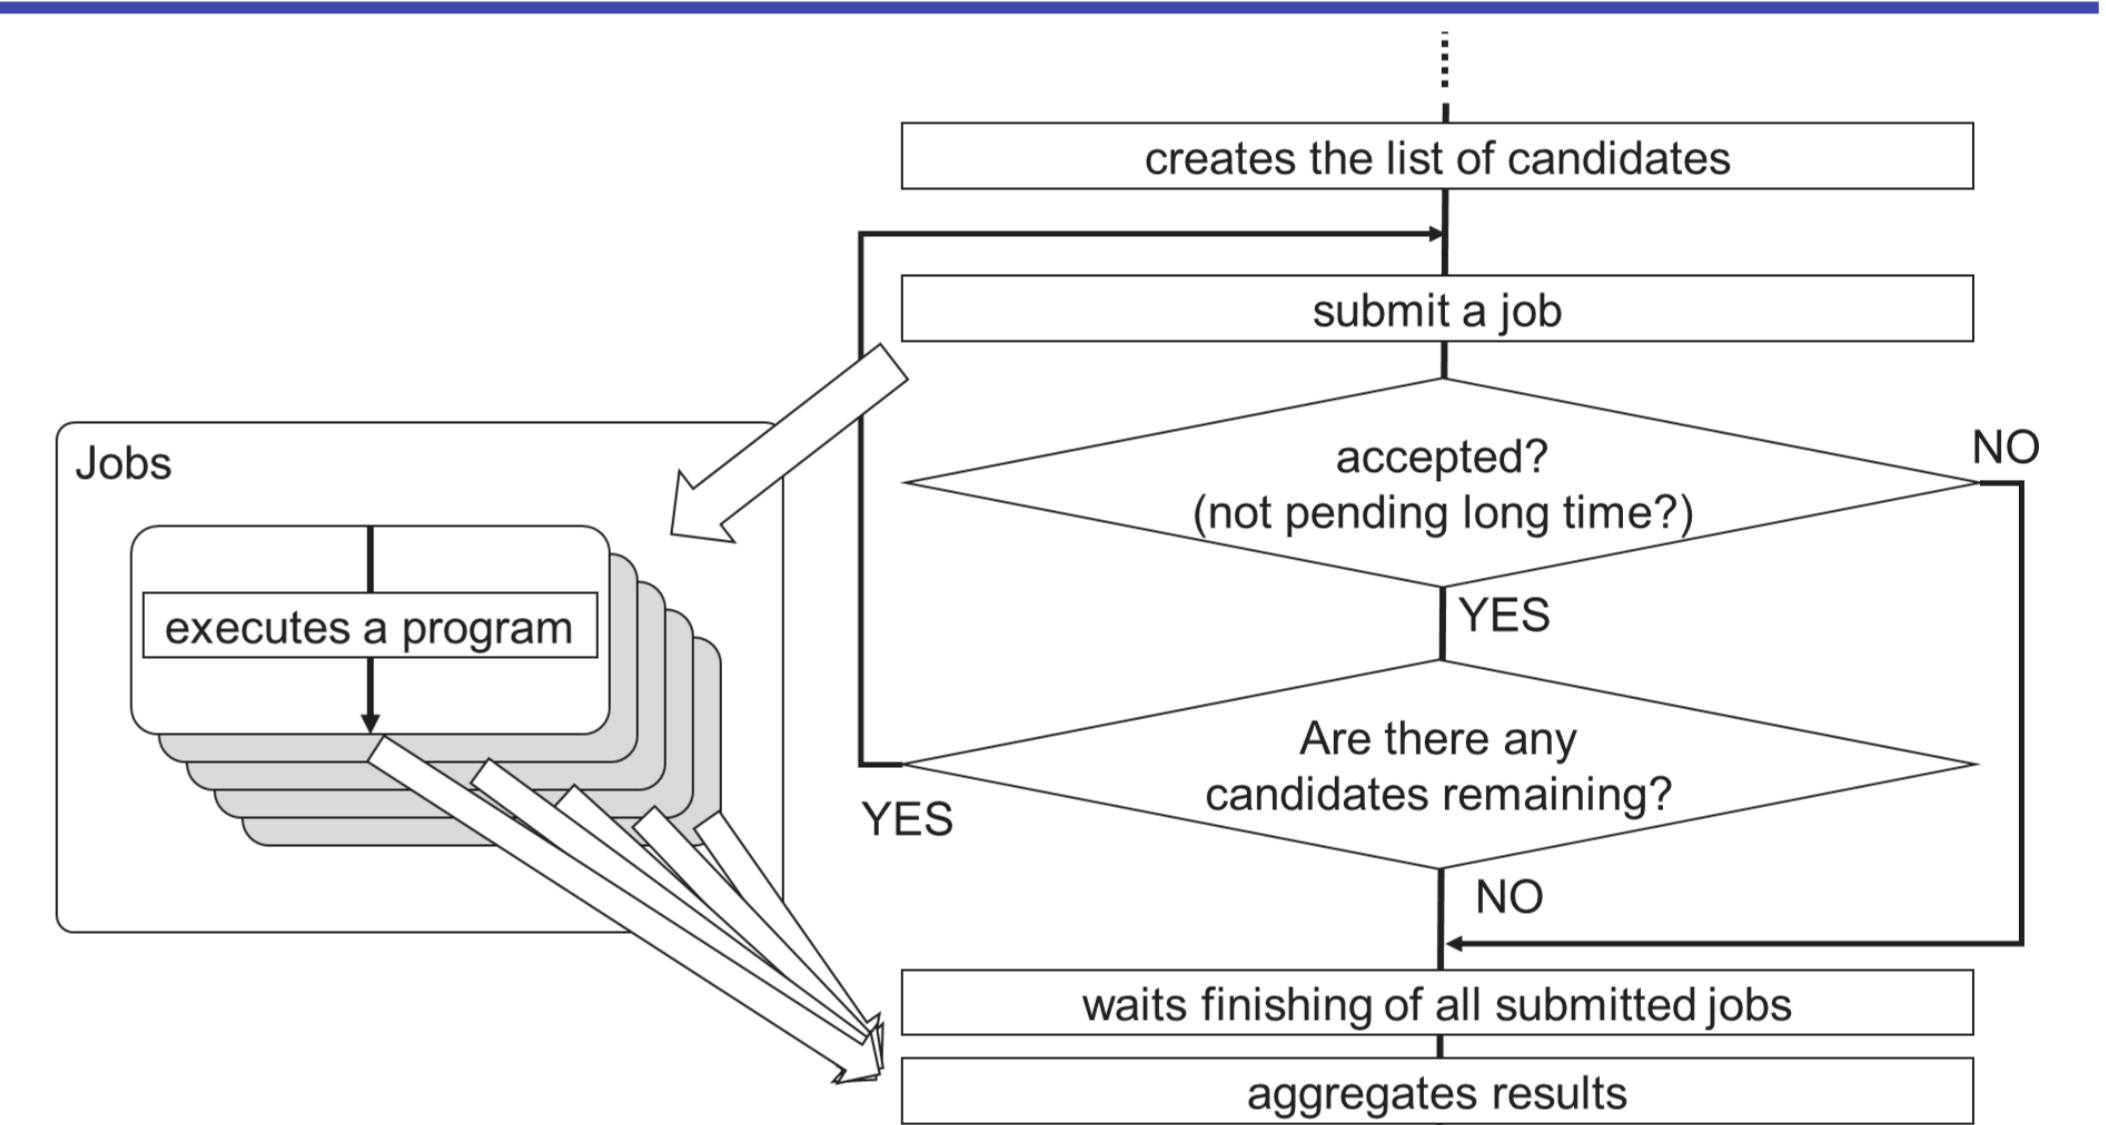 creates the list of candidates
submit a job
accepted?
(not pending long time?)
NO
YES
Are there any
candidates remaining?
YES
NO
waits finishing of all submitted jobs
aggregates results
Jobs
executes a program